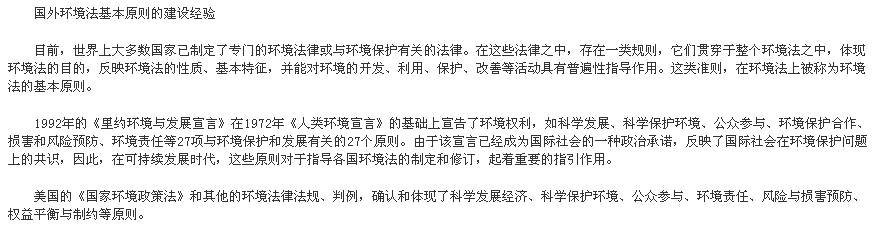 国外环境法基本原则的建设经验
目前，世界上大多数国家已制定了专门的环境法律或与环境保护有关的法律。在这些法律之中，存在一类规则，它们贯穿于整个环境法之中，体现
环境法的目的，反映环境法的性质、基本特征，并能对环境的开发、利用、保护、改善等活动具有普遍性指导作用。这类准则，在环境法上被称为环境
法的基本原则。
1992年的《里约环境与发展宣言》在1972年《人类环境宣言》的基础上宣告了环境权利，如科学发展、科学保护环境、公众参与、环境保护合作、
损害和风险预防、环境责任等27项与环境保护和发展有关的27个原则。由于该宣言已经成为国际社会的一种政治承诺，反映了国际社会在环境保护问题
上的共识，因此，在可持续发展时代，这些原则对于指导各国环境法的制定和修订，起着重要的指引作用。
美国的《国家环境政策法》和其他的环境法律法规、判例，确认和体现了科学发展经济、科学保护环境、公众参与、环境责任、风险与损害预防、
权益平衡与制约等原则。